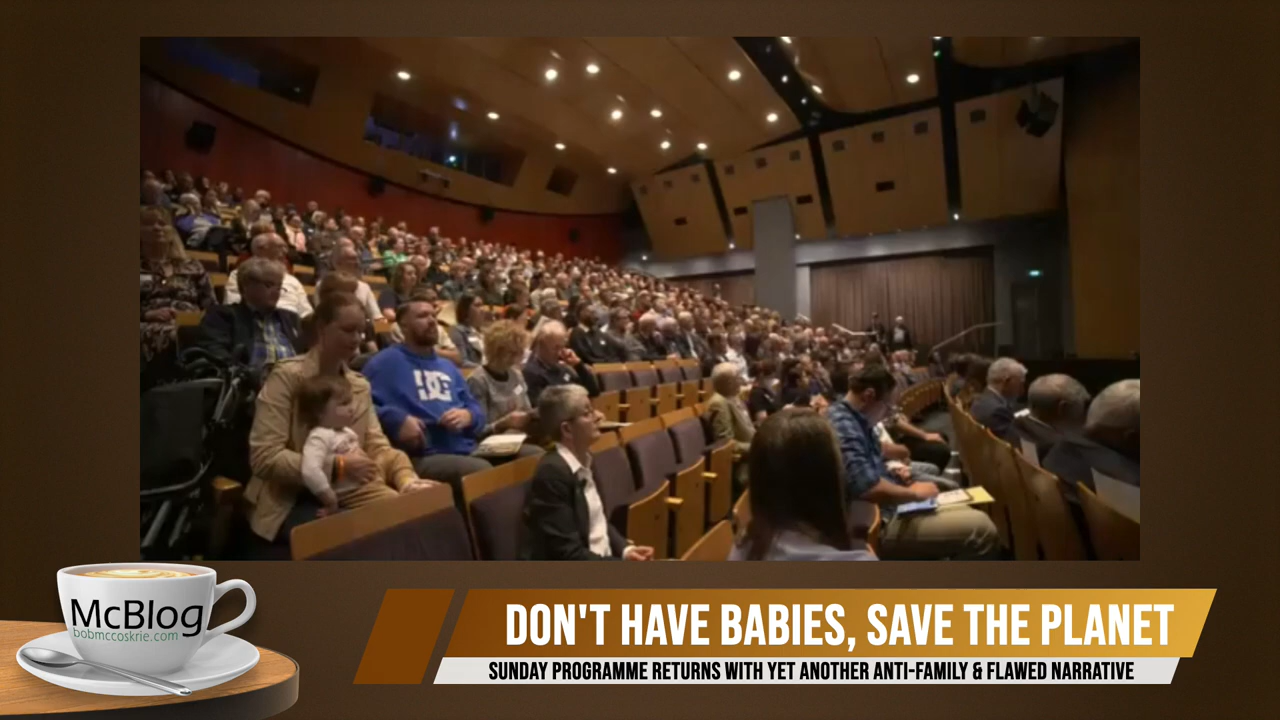 McBlog
bobmccoskrie.com
DON'T HAVE BABIES, SAVE THE PLANET
SUNDAY PROGRAMME RETURNS WITH YET ANOTHER ANTI-FAMILY & FLAWED NARRATIVE